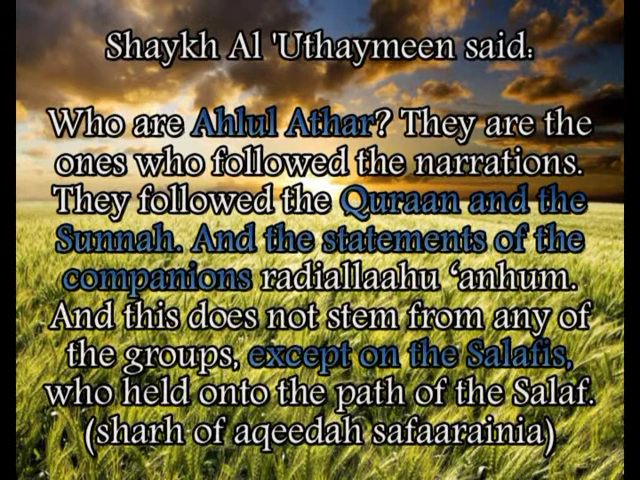 Shaykh Al 'Uthaymeen said:
Who are Ahlul Athar? They are the
ones who followed the narrations.
They followed the Quraan and the
Sunnah. And the statements of the
companions radiallaahu ‘anhum.
And this does not stem from any of
the groups, except on the Salafis,
who held onto the path of the Salaf.
(sharh of aqeedah safaarainia)